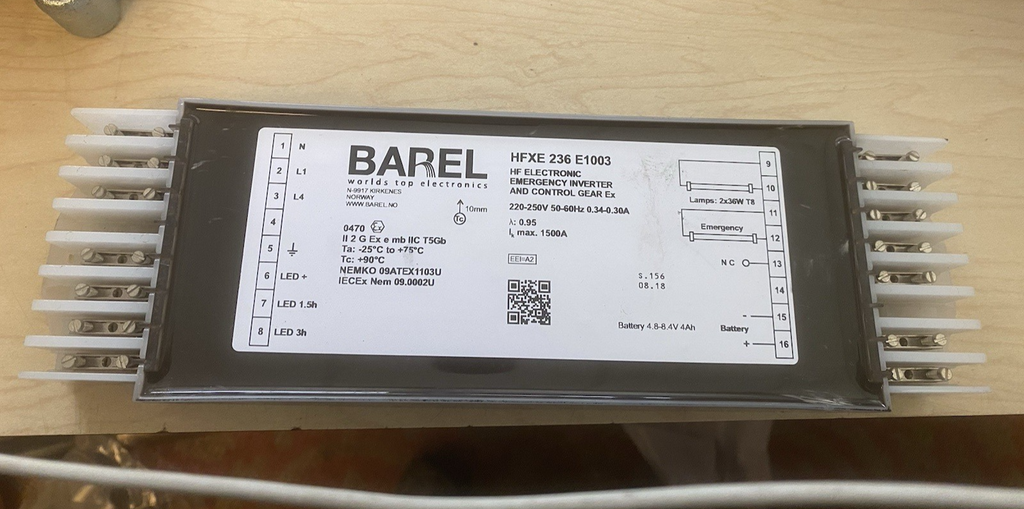 1 N
2 L1
3 L4
4
5
6 LED +
7 LED 1.5h
8 LED 3h
BAREL
worlds top electronics
N-9917 KIRKENES
NORWAY
WWW.BAREL.NO
10mm
Tc
0470 Ex
II 2 G Ex e mb IIC T5Gb
Ta: -25°C to +75°C
Tc: +90°C
NEMKO 09ATEX1103U
IECEx Nem 09.0002U
HFXE 236 E1003
HF ELECTRONIC
EMERGENCY INVERTER
AND CONTROL GEAR Ex
220-250V 50-60Hz 0.34-0.30A
λ: 0.95
max. 1500A
EEI=A2
Battery 4.8-8.4V 4Ah
S.156
08.18
9
10
Lamps: 2x36W T8
11
Emergency
12
NC 13
14
- 15
Battery
+ 16